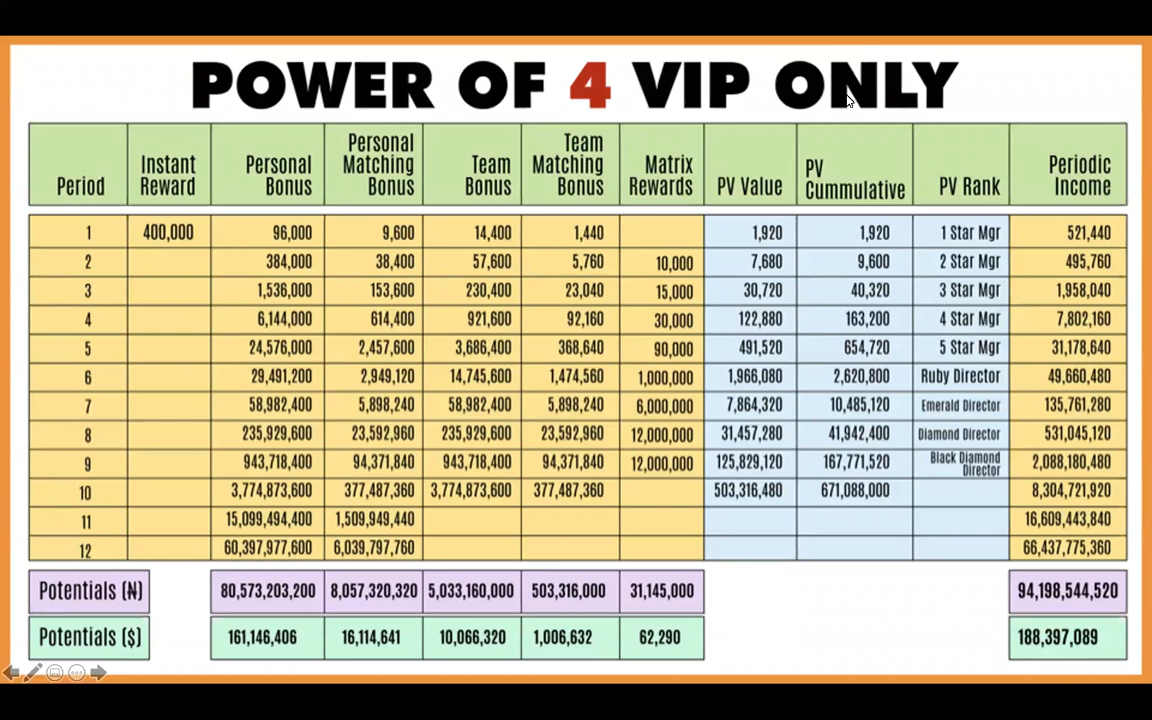 POWER OF 4 VIP ONLY
Period Instant Reward Personal Bonus Personal Matching Bonus Team Bonus Team Matching Bonus Matrix Rewards PV Value PV Cummulative PV Rank Periodic Income
1 400,000 96,000 9,600 14,400 1,440 1,920 1,920 1 Star Mgr 521,440
2 384,000 38,400 57,600 5,760 10,000 7,680 9,600 2 Star Mgr 495,760
3 1,536,000 153,600 230,400 23,040 15,000 30,720 40,320 3 Star Mgr 1,958,040
4 6,144,000 614,400 921,600 92,160 30,000 122,880 163,200 4 Star Mgr 7,802,160
5 24,576,000 2,457,600 3,686,400 368,640 90,000 491,520 654,720 5 Star Mgr 31,178,640
6 29,491,200 2,949,120 14,745,600 1,474,560 1,000,000 1,966,080 2,620,800 Ruby Director 49,660,480
7 58,982,400 5,898,240 58,982,400 5,898,240 6,000,000 7,864,320 10,485,120 Emerald Director 135,761,280
8 235,929,600 23,592,960 235,929,600 23,592,960 12,000,000 31,457,280 41,942,400 Diamond Director 531,045,120
9 943,718,400 94,371,840 943,718,400 94,371,840 12,000,000 125,829,120 167,771,520 Black Diamond Director 2,088,180,480
10 3,774,873,600 377,487,360 3,774,873,600 377,487,360 503,316,480 671,088,000 8,304,721,920
11 15,099,494,400 1,509,949,440 16,609,443,840
12 60,397,977,600 6,039,797,760 66,437,775,360
Potentials (₦) 80,573,203,200 8,057,320,320 5,033,160,000 503,316,000 31,145,000 94,198,544,520
Potentials ($) 161,146,406 16,114,641 10,066,320 1,006,632 62,290 188,397,089